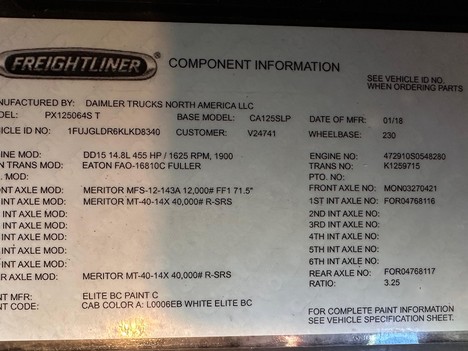 FREIGHTLINER ® COMPONENT INFORMATION
SEE VEHICLE ID NO.
WHEN ORDERING PARTS
NUFACTURED BY: DAIMLER TRUCKS NORTH AMERICA LLC
DEL: PX125064S T BASE MODEL: CA125SLP DATE OF MFR: 01/18
HICLE ID NO: 1FUJGLDR6KLKD8340 CUSTOMER: V24741 WHEELBASE: 230
INE MOD: DD15 14.8L 455 HP / 1625 RPM, 1900 ENGINE NO: 472910S0548280
N TRANS MOD: EATON FAO-16810C FULLER TRANS NO: K1259715
. MOD: PTO. NO:
NT AXLE MOD: MERITOR MFS-12-143A 12,000# FF1 71.5" FRONT AXLE NO: MON03270421
INT AXLE MOD: MERITOR MT-40-14X 40,000# R-SRS 1ST INT AXLE NO: FOR04768116
INT AXLE MOD: 2ND INT AXLE NO:
INT AXLE MOD: 3RD INT AXLE NO:
INT AXLE MOD: 4TH INT AXLE NO:
INT AXLE MOD: 5TH INT AXLE NO:
INT AXLE MOD: 6TH INT AXLE NO:
R AXLE MOD: MERITOR MT-40-14X 40,000# R-SRS REAR AXLE NO: FOR04768117
RATIO: 3.25
NT MFR: ELITE BC PAINT C
NT CODE: CAB COLOR A: L0006EB WHITE ELITE BC
FOR COMPLETE PAINT INFORMATION
SEE VEHICLE SPECIFICATION SHEET.